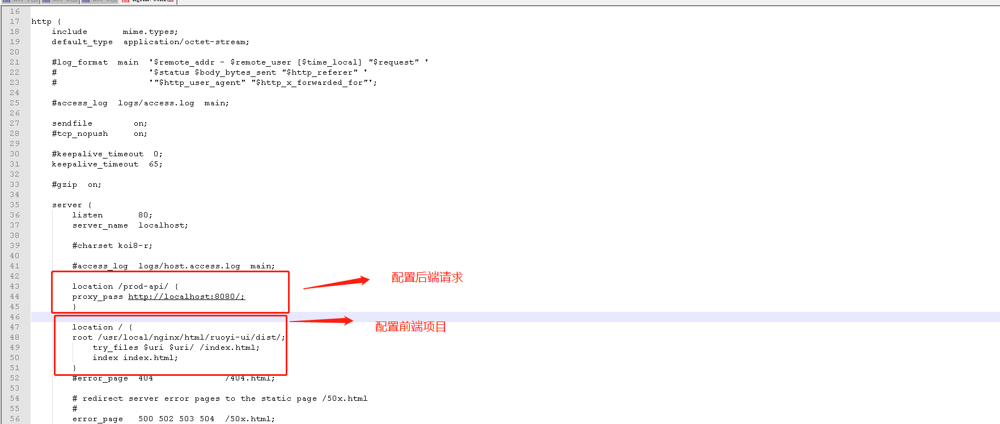 16
17 http {
18     include       mime.types;
19     default_type  application/octet-stream;
20
21     #log_format  main  '$remote_addr - $remote_user [$time_local] "$request" '
22     #                  '$status $body_bytes_sent "$http_referer" '
23     #                  '"$http_user_agent" "$http_x_forwarded_for"';
24
25     #access_log  logs/access.log  main;
26
27     sendfile        on;
28     #tcp_nopush     on;
29
30     #keepalive_timeout  0;
31     keepalive_timeout  65;
32
33     #gzip  on;
34
35     server {
36         listen       80;
37         server_name  localhost;
38
39         #charset koi8-r;
40
41         #access_log  logs/host.access.log  main;
42
配置后端请求
43         location /prod-api/ {
44         proxy_pass http://localhost:8080/;
45         }
46
47         location / {
配置前端项目
48         root /usr/local/nginx/html/ruoyi-ui/dist/;
49             try_files $uri $uri/ /index.html;
50             index index.html;
51         }
52         #error_page  404              /404.html;
53
54         # redirect server error pages to the static page /50x.html
55         #
56         error_page   500 502 503 504  /50x.html;